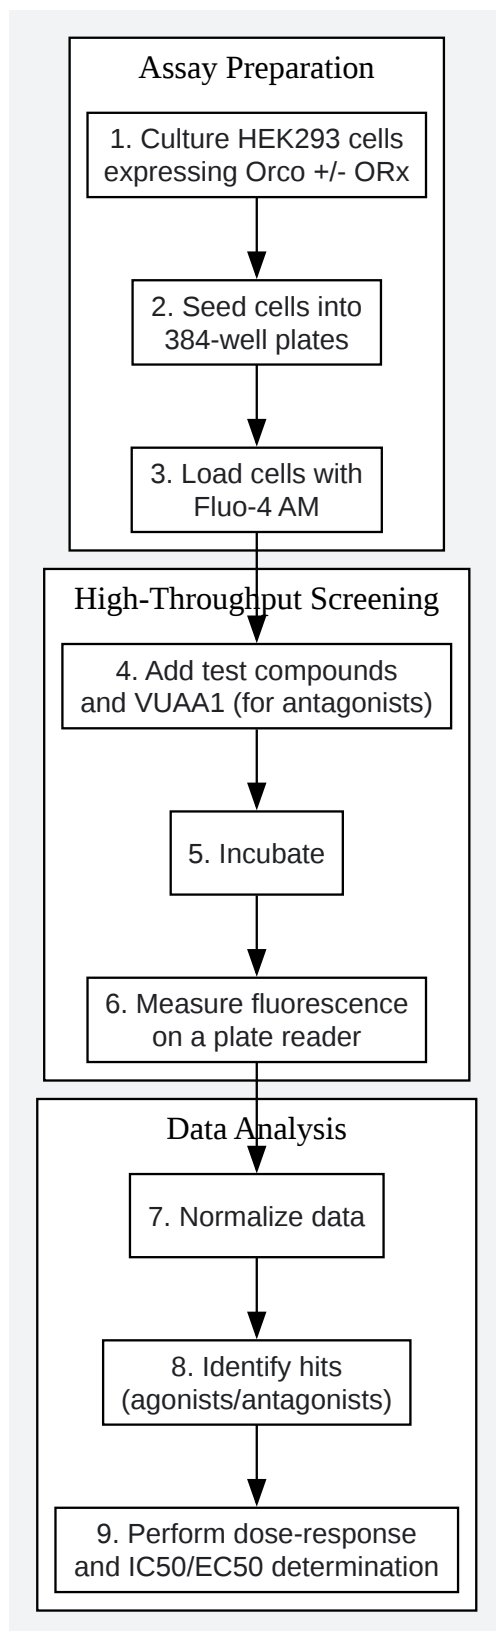 Assay Preparation
1. Culture HEK293 cells
expressing Orco +/- ORx
2. Seed cells into
384-well plates
3. Load cells with
Fluo-4 AM
High-Throughput Screening
4. Add test compounds
and VUAA1 (for antagonists)
5. Incubate
6. Measure fluorescence
on a plate reader
Data Analysis
7. Normalize data
8. Identify hits
(agonists/antagonists)
9. Perform dose-response
and IC50/EC50 determination